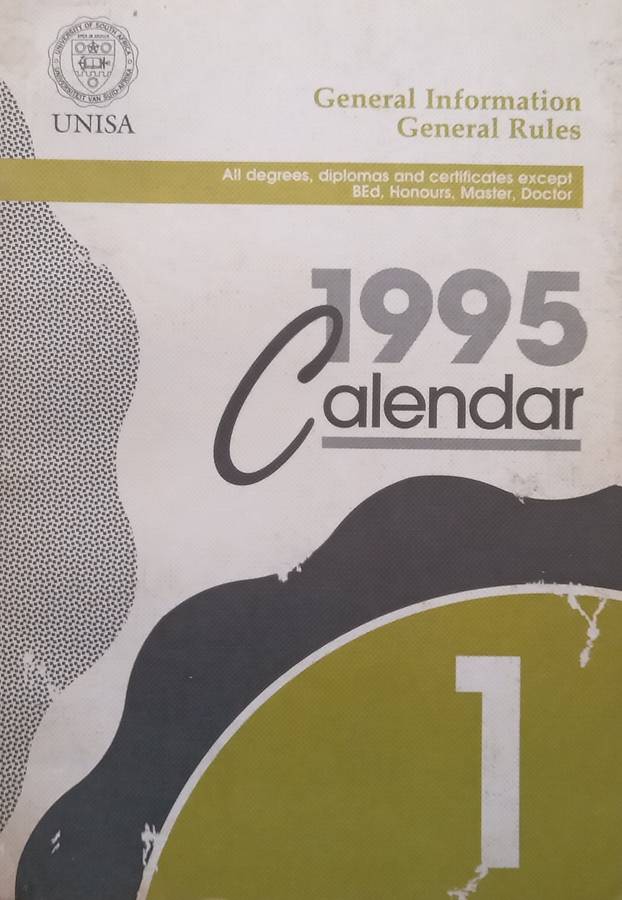 UNIVERSITY OF SOUTH AFRICA
UNIVERSITEIT VAN SUID-AFRIKA
UNISA
General Information
General Rules
All degrees, diplomas and certificates except
BEd, Honours, Master, Doctor
1995
Calendar
1